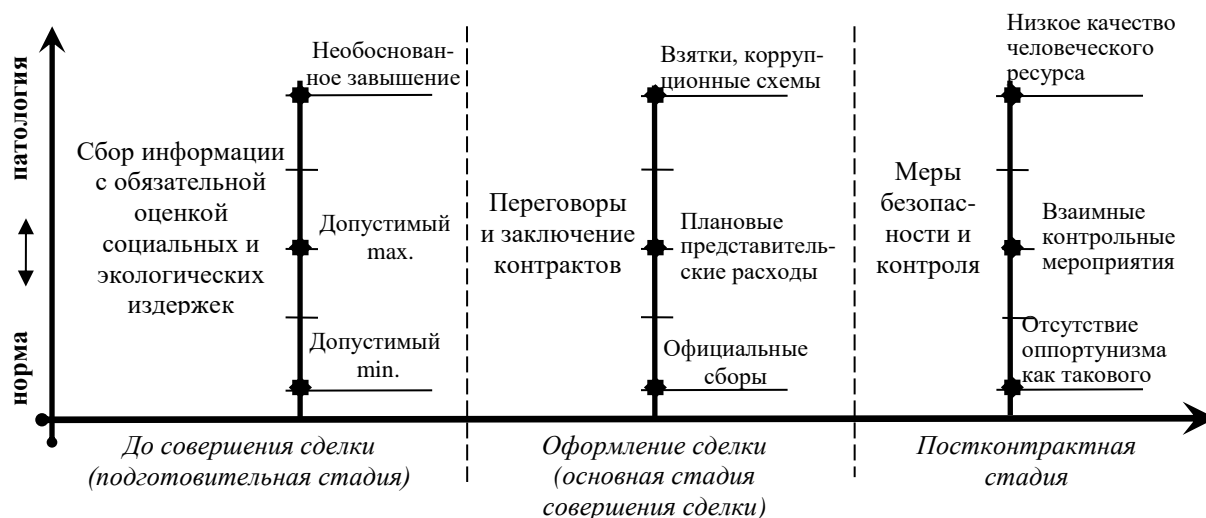 патология
норма
Сбор информации
с обязательной
оценкой
социальных и
экологических
издержек
Необоснован-
ное завышение
Допустимый
max.
Допустимый
min.
До совершения сделки
(подготовительная стадия)
Переговоры
и заключение
контрактов
Взятки, корруп-
ционные схемы
Плановые
представитель-
ские расходы
Официальные
сборы
Оформление сделки
(основная стадия
совершения сделки)
Меры
безопас-
ности и
контроля
Низкое качество
человеческого
ресурса
Взаимные
контрольные
мероприятия
Отсутствие
оппортунизма
как такового
Постконтрактная
стадия